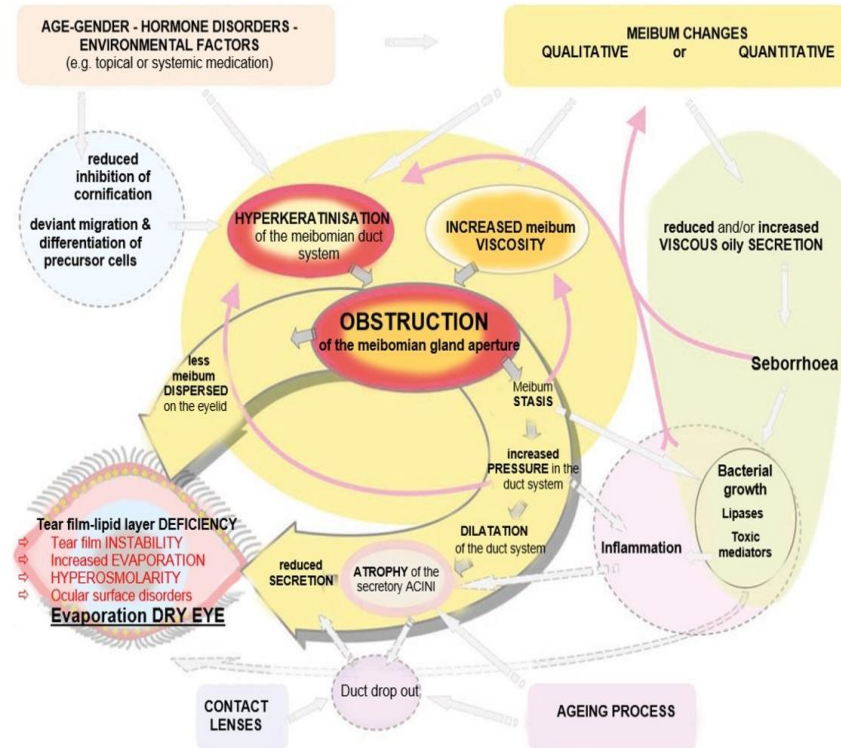 AGE-GENDER - HORMONE DISORDERS -
ENVIRONMENTAL FACTORS
(e.g. topical or systemic medication)
MEIBUM CHANGES
QUALITATIVE or QUANTITATIVE
reduced
inhibition of
cornification
deviant migration &
differentiation of
precursor cells
HYPERKERATINISATION
of the meibomian duct
system
INCREASED meibum
VISCOSITY
reduced and/or increased
VISCOUS oily SECRETION
OBSTRUCTION
of the meibomian gland aperture
less
meibum
DISPERSED
on the eyelid
Meibum
STASIS
Seborrhoea
increased
PRESSURE in the
duct system
Bacterial
growth
Lipases
Toxic
mediators
DILATATION
of the duct system
Inflammation
Tear film-lipid layer DEFICIENCY
⇨ Tear film INSTABILITY
⇨ Increased EVAPORATION
⇨ HYPEROSMOLARITY
⇨ Ocular surface disorders
Evaporation DRY EYE
reduced
SECRETION
ATROPHY of the
secretory ACINI
Duct drop out
CONTACT
LENSES
AGEING PROCESS